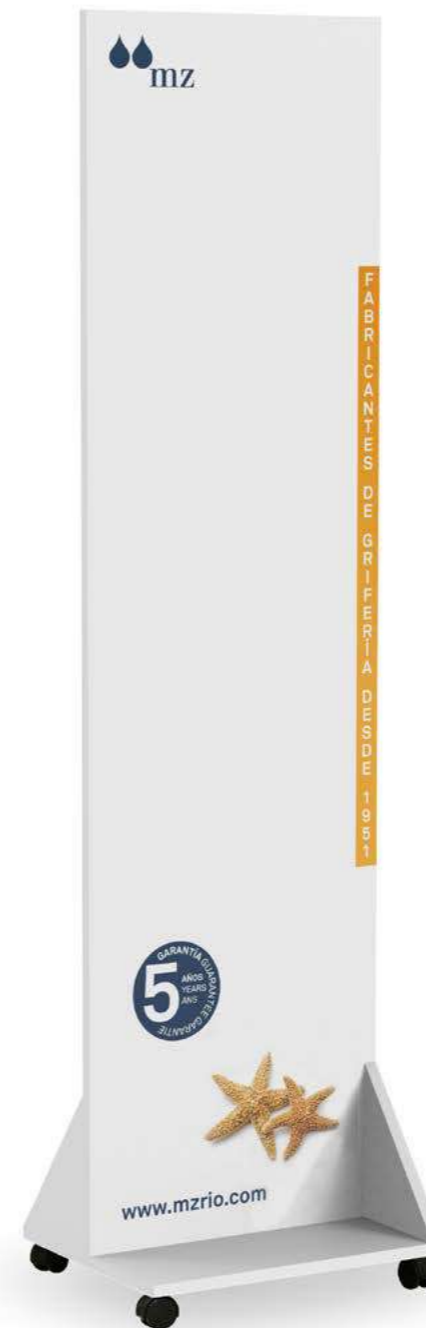 mz
FABRICANTES DE GRIFERÍA DESDE 1951
GARANTÍA GUARANTEE GARANTIE
5
AÑOS
YEARS
ANS
www.mzrio.com